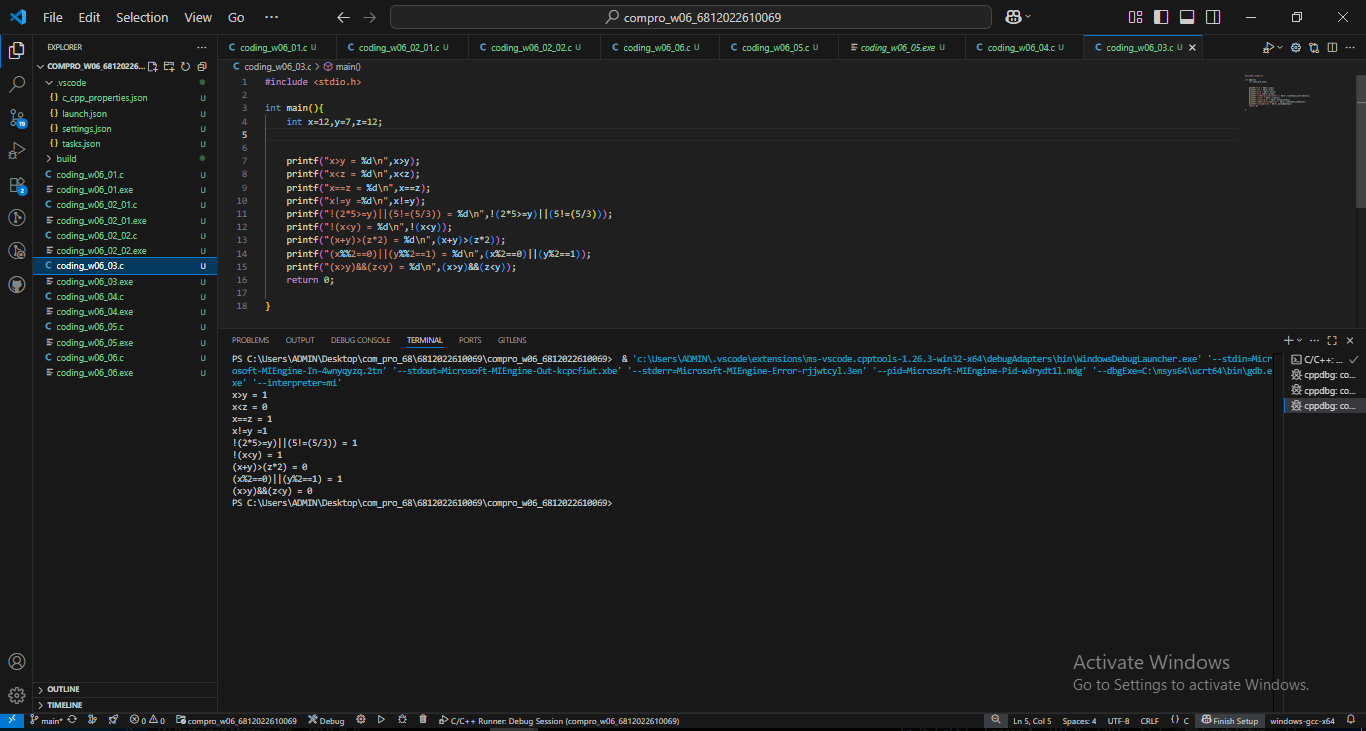 File Edit Selection View Go ··· compro_w06_6812022610069
EXPLORER ···
COMPRO_W06_68120226...
.vscode
{} c_cpp_properties.json U
{} launch.json U
{} settings.json U
{} tasks.json U
build
C coding_w06_01.c U
coding_w06_01.exe U
C coding_w06_02_01.c U
coding_w06_02_01.exe U
C coding_w06_02_02.c U
coding_w06_02_02.exe U
C coding_w06_03.c U
coding_w06_03.exe U
C coding_w06_04.c U
coding_w06_04.exe U
C coding_w06_05.c U
coding_w06_05.exe U
C coding_w06_06.c U
coding_w06_06.exe U
OUTLINE
TIMELINE
C coding_w06_01.c U C coding_w06_02_01.c U C coding_w06_02_02.c U C coding_w06_06.c U C coding_w06_05.c U coding_w06_05.exe U C coding_w06_04.c U C coding_w06_03.c U
C coding_w06_03.c > main()
1 #include <stdio.h>
2
3 int main(){
4 int x=12,y=7,z=12;
5
6
7 printf("x>y = %d\n",x>y);
8 printf("x<z = %d\n",x<z);
9 printf("x==z = %d\n",x==z);
10 printf("x!=y =%d\n",x!=y);
11 printf("!(2*5>=y)||(5!=(5/3)) = %d\n",!(2*5>=y)||(5!=(5/3)));
12 printf("!(x<y) = %d\n",!(x<y));
13 printf("(x+y)>(z*2) = %d\n",(x+y)>(z*2));
14 printf("(x%%2==0)||(y%%2==1) = %d\n",(x%2==0)||(y%2==1));
15 printf("(x>y)&&(z<y) = %d\n",(x>y)&&(z<y));
16 return 0;
17
18 }
PROBLEMS OUTPUT DEBUG CONSOLE TERMINAL PORTS GITLENS
PS C:\Users\ADMIN\Desktop\com_pro_68\6812022610069\compro_w06_6812022610069> & 'c:\Users\ADMIN\.vscode\extensions\ms-vscode.cpptools-1.26.3-win32-x64\debugAdapters\bin\WindowsDebugLauncher.exe' '--stdin=Micr
osoft-MIEngine-In-4wnyqyzq.2tn' '--stdout=Microsoft-MIEngine-Out-kcpcfiwt.xbe' '--stderr=Microsoft-MIEngine-Error-rjjwtcyl.3en' '--pid=Microsoft-MIEngine-Pid-w3rydt1l.mdg' '--dbgExe=C:\msys64\ucrt64\bin\gdb.e
xe' '--interpreter=mi'
x>y = 1
x<z = 0
x==z = 1
x!=y =1
!(2*5>=y)||(5!=(5/3)) = 1
!(x<y) = 1
(x+y)>(z*2) = 0
(x%2==0)||(y%2==1) = 1
(x>y)&&(z<y) = 0
PS C:\Users\ADMIN\Desktop\com_pro_68\6812022610069\compro_w06_6812022610069>
C/C++: ...
cppdbg: co...
cppdbg: co...
cppdbg: co...
19
2
Activate Windows
Go to Settings to activate Windows.
main* 0 0 compro_w06_6812022610069 Debug C/C++ Runner: Debug Session (compro_w06_6812022610069) Ln 5, Col 5 Spaces: 4 UTF-8 CRLF {} C Finish Setup windows-gcc-x64